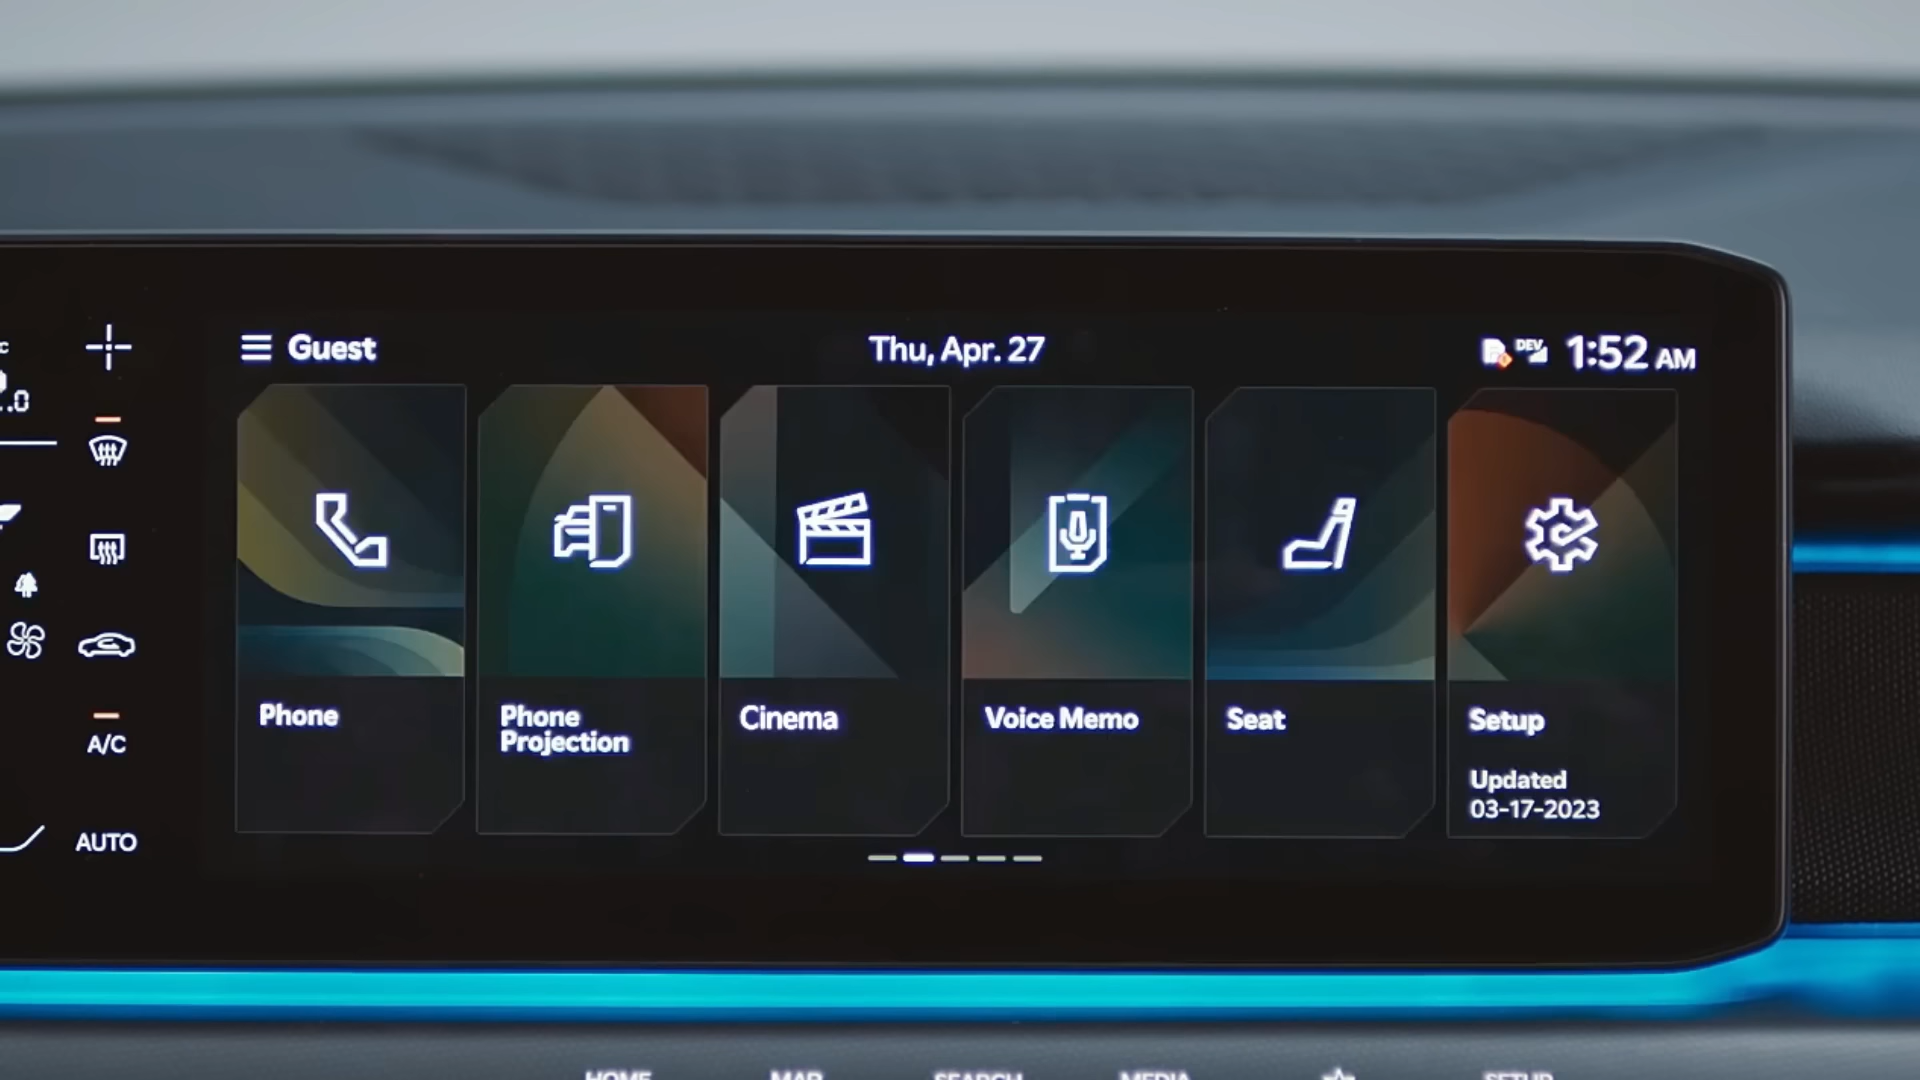 Guest
Thu, Apr. 27
DEV
1:52 AM
Phone
Phone
Projection
Cinema
Voice Memo
Seat
Setup
Updated
03-17-2023
A/C
AUTO
HOME
MAP
SEARCH
MEDIA
SETUP